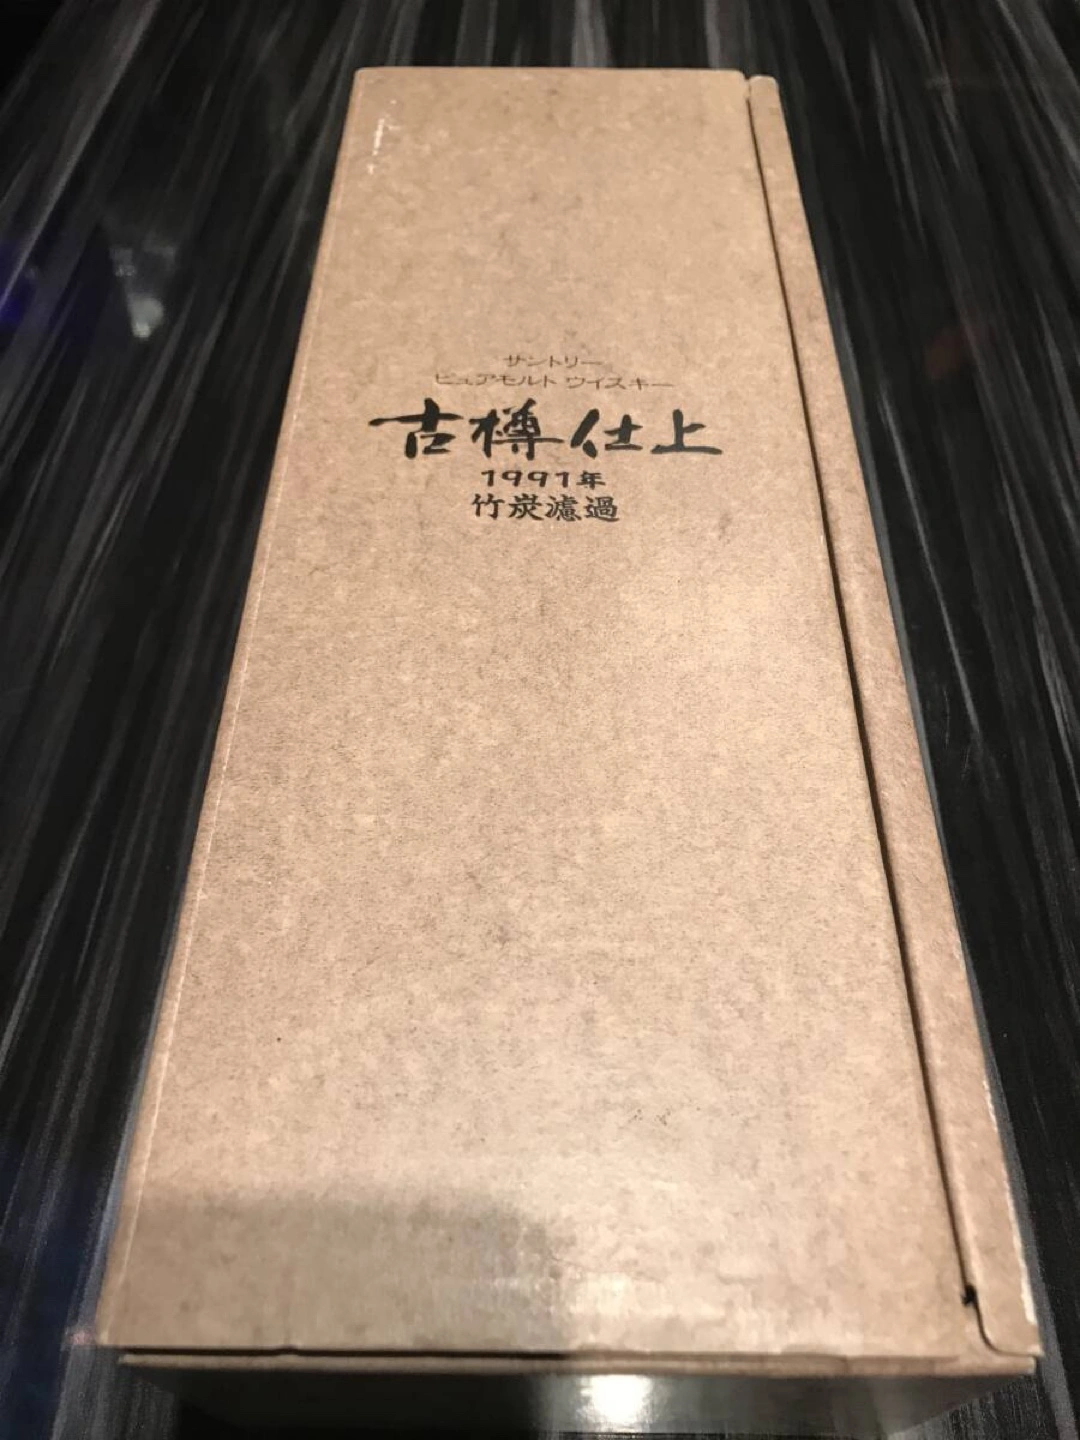 サントリー
ピュアモルト ウイスキー
古樽仕上
1991年
竹炭濾過